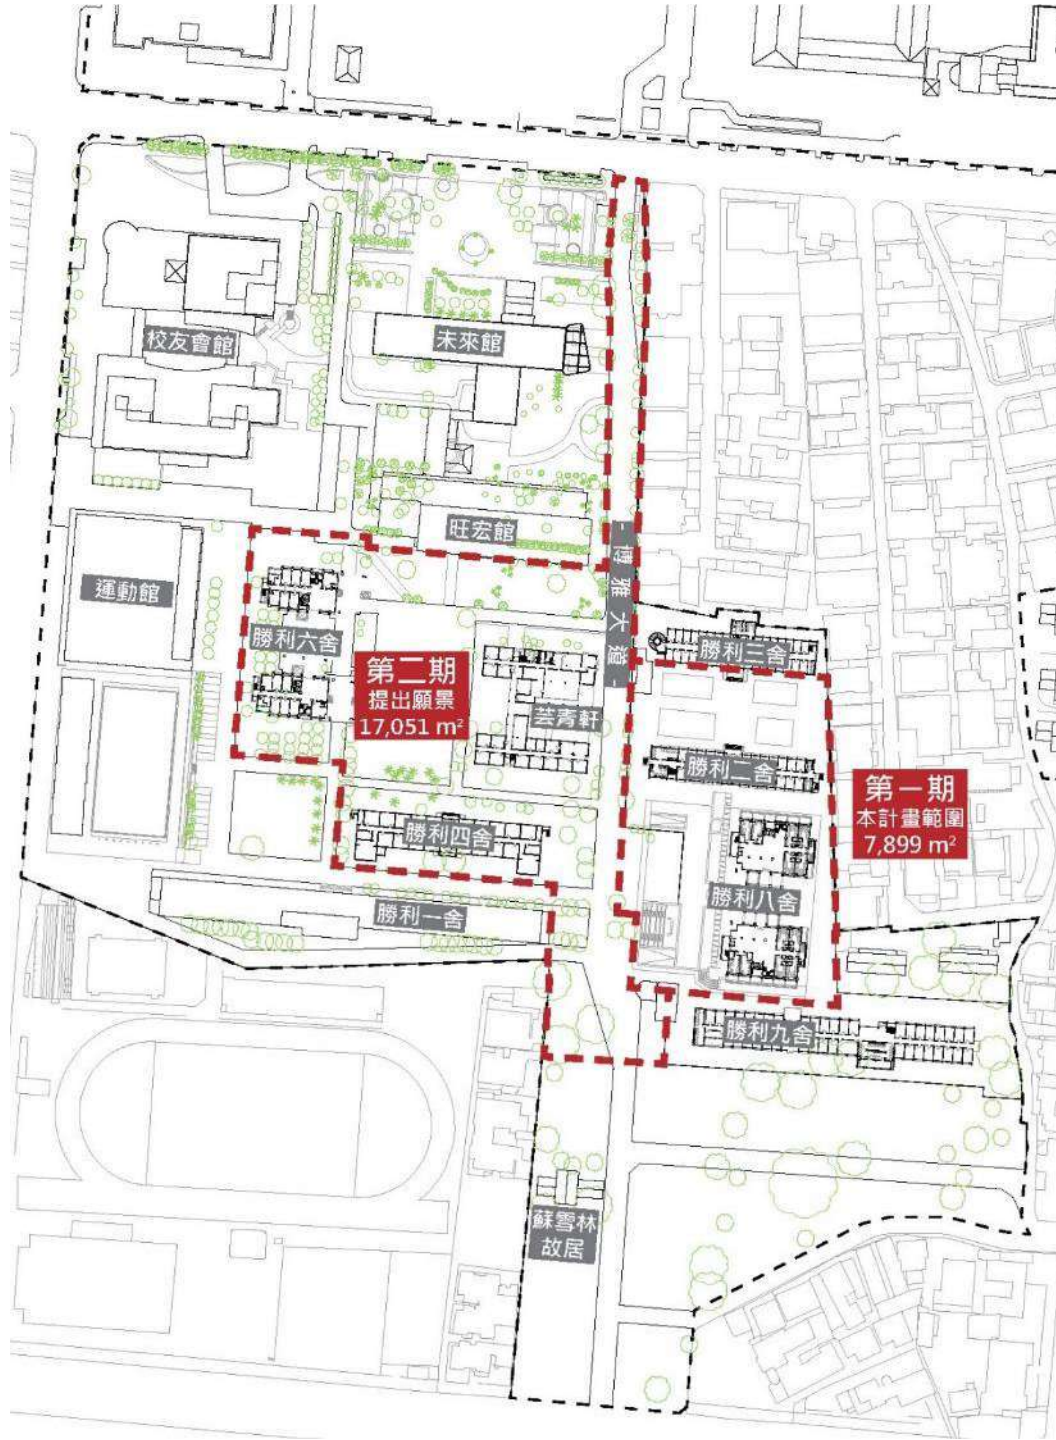 校友會館
未來館
旺宏館
運動館
-博雅大道-
勝利六舍
第二期
提出願景
17,051 m²
芸青軒
勝利三舍
勝利二舍
第一期
本計畫範圍
7,899 m²
勝利四舍
勝利八舍
勝利一舍
勝利九舍
蘇雪林
故居